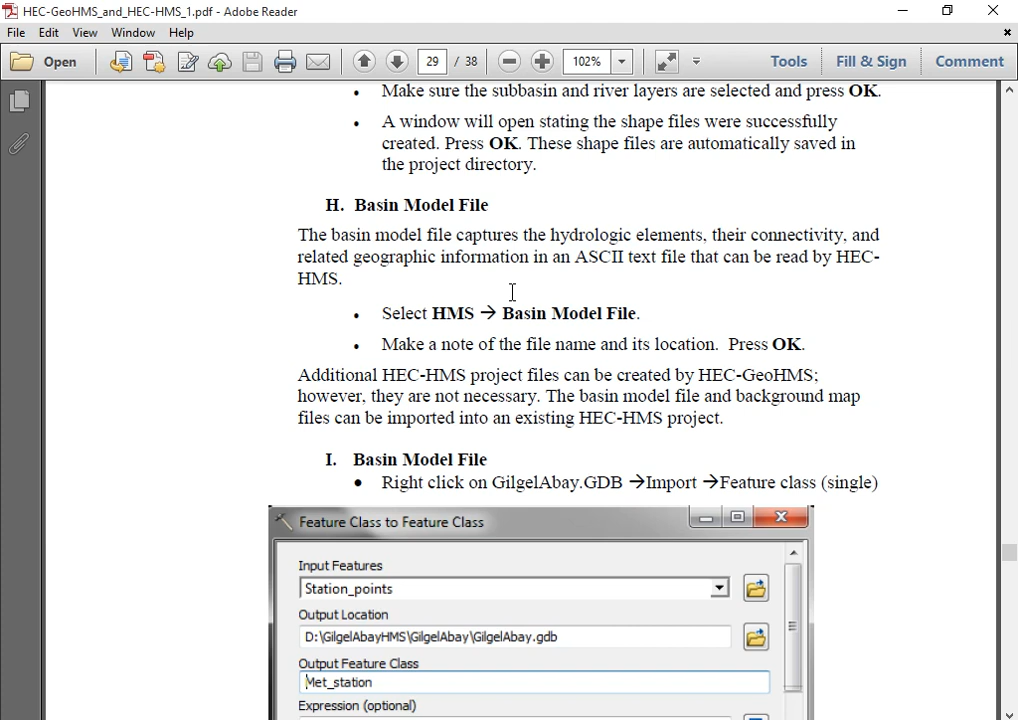 HEC-GeoHMS_and_HEC-HMS_1.pdf - Adobe Reader
File Edit View Window Help
Open 29 / 38 102% Tools Fill & Sign Comment
• Make sure the subbasin and river layers are selected and press OK.
• A window will open stating the shape files were successfully
created. Press OK. These shape files are automatically saved in
the project directory.
H. Basin Model File
The basin model file captures the hydrologic elements, their connectivity, and
related geographic information in an ASCII text file that can be read by HEC-
HMS.
• Select HMS → Basin Model File.
• Make a note of the file name and its location. Press OK.
Additional HEC-HMS project files can be created by HEC-GeoHMS;
however, they are not necessary. The basin model file and background map
files can be imported into an existing HEC-HMS project.
I. Basin Model File
• Right click on GilgelAbay.GDB →Import →Feature class (single)
Feature Class to Feature Class
Input Features
Station_points
Output Location
D:\GilgelAbayHMS\GilgelAbay\GilgelAbay.gdb
Output Feature Class
Met_station
Expression (optional)